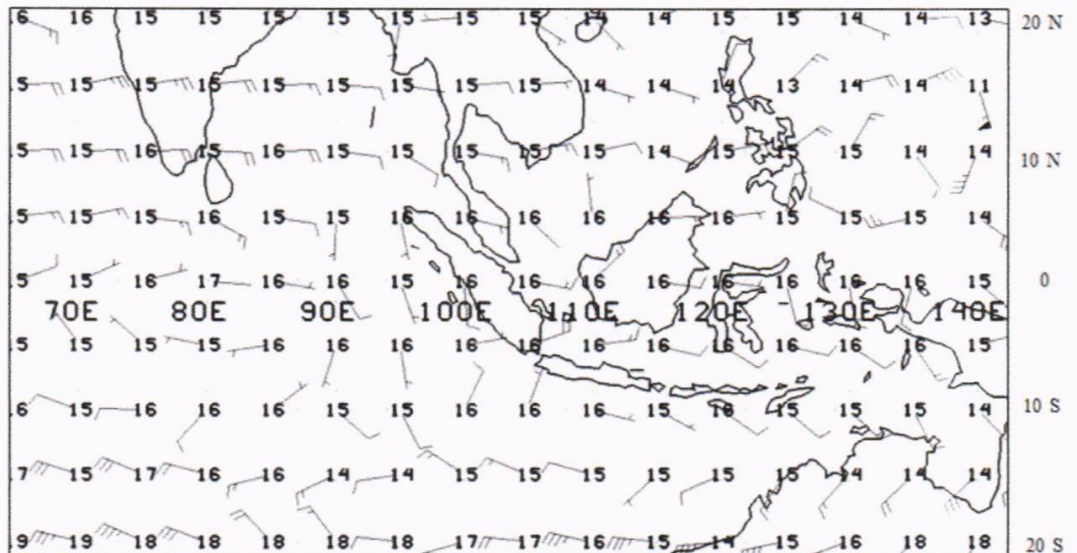 16 15 15 15 15 15 15 15 14 14 15 15 14 14 13 20 N
5 15 15 15 15 15 15 15 15 14 14 14 13 14 14 11
5 15 16 15 16 15 15 15 15 14 15 15 15 14 14 10 N
5 15 15 16 15 15 16 16 16 16 16 16 15 15 15 14
5 15 16 17 16 16 15 16 16 16 16 16 16 16 16 15 0
70E 80E 90E 100E 110E 120E 130E 140E
5 15 15 15 15 16 16 16 16 16 16 16 16 16 16 15
6 15 16 16 16 15 15 16 16 16 15 16 15 15 15 14 10 S
7 15 17 16 16 14 14 15 15 15 15 15 15 14 14 14
9 19 18 18 18 18 18 17 17 16 15 15 15 16 18 18 20 S